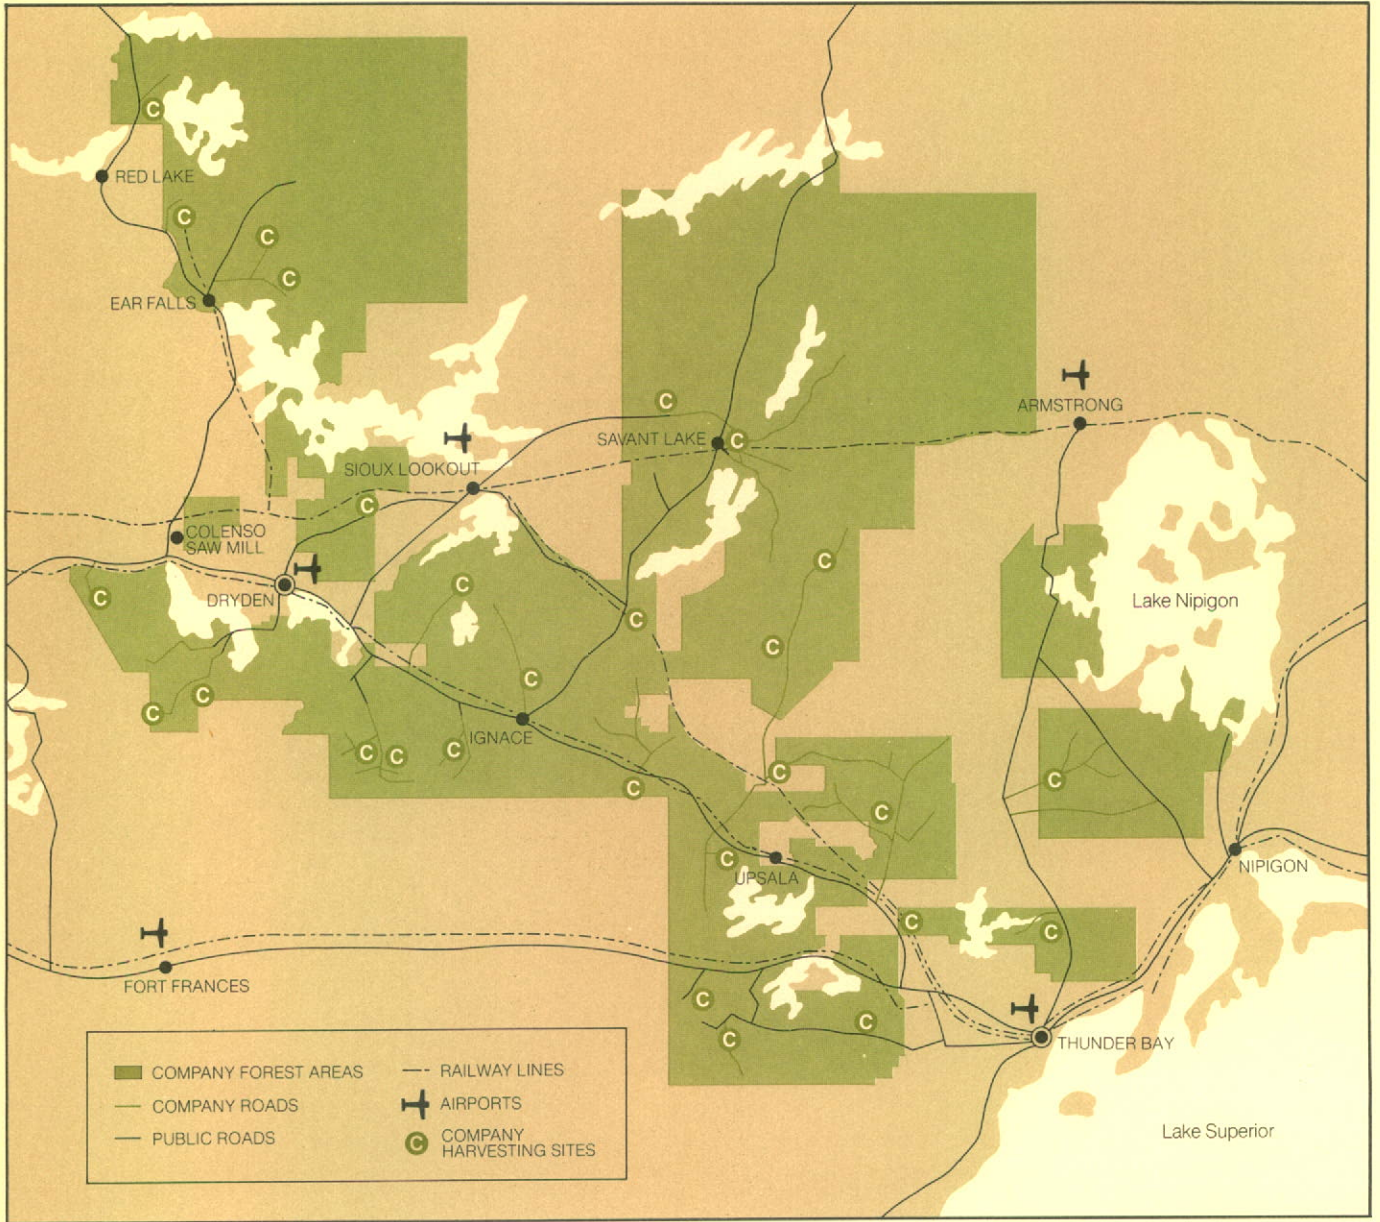 C
RED LAKE
C
C
C
EAR FALLS
ARMSTRONG
C
SAVANT LAKE
C
SIOUX LOOKOUT
C
COLENSO
SAW MILL
C
C
DRYDEN
C
Lake Nipigon
C
C
C
C
C
IGNACE
C
C
C
C
C
C
C
C
UPSALA
NIPIGON
C
C
FORT FRANCES
C
C
C
THUNDER BAY
COMPANY FOREST AREAS
COMPANY ROADS
PUBLIC ROADS
RAILWAY LINES
AIRPORTS
C
COMPANY
HARVESTING SITES
Lake Superior